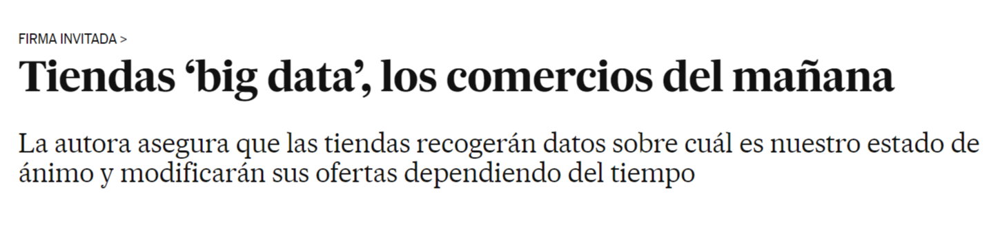 FIRMA INVITADA >
Tiendas ‘big data’, los comercios del mañana
La autora asegura que las tiendas recogerán datos sobre cuál es nuestro estado de
ánimo y modificarán sus ofertas dependiendo del tiempo